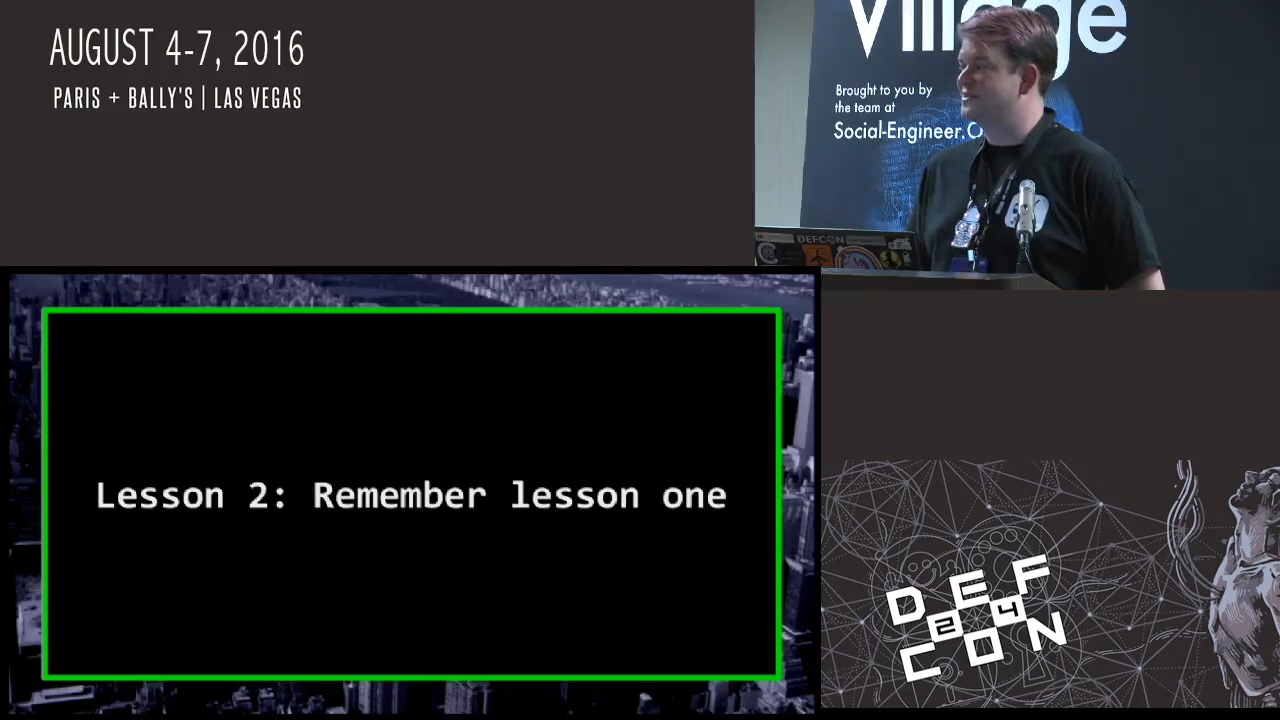 AUGUST 4-7, 2016
PARIS + BALLY'S | LAS VEGAS
Village
Brought to you by
the team at
Social-Engineer.O
DEFCON
Lesson 2: Remember lesson one
DEF
24
CON